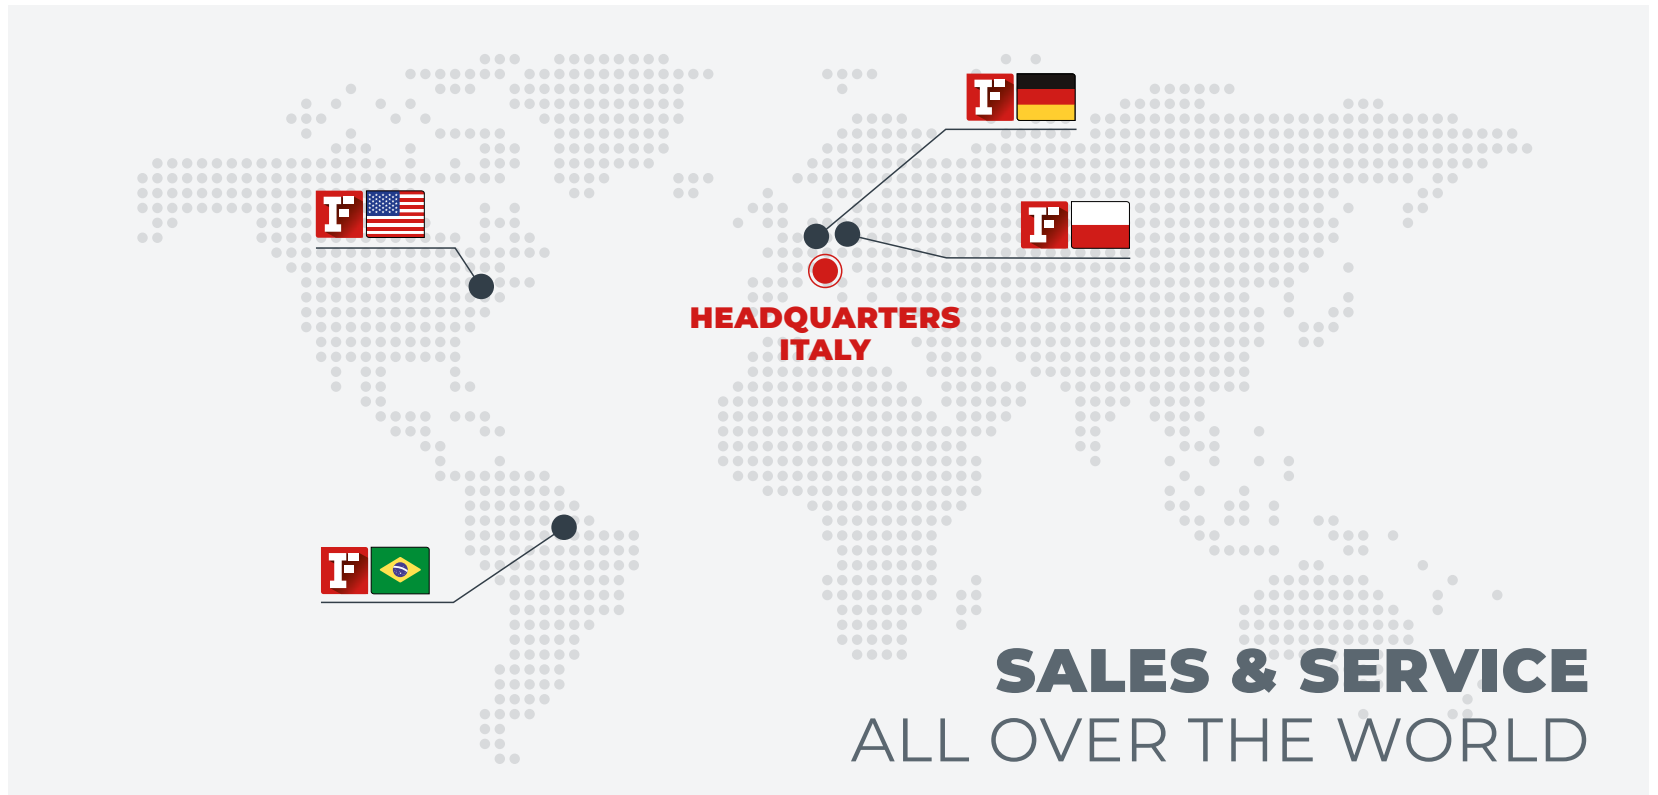 F
F
F
HEADQUARTERS
ITALY
F
SALES & SERVICE
ALL OVER THE WORLD